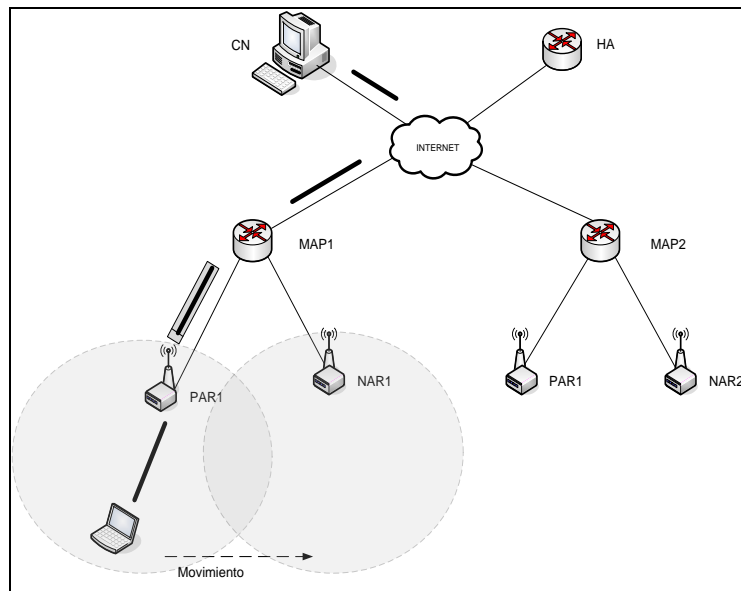 CN
HA
INTERNET
MAP1
MAP2
PAR1
NAR1
PAR1
NAR2
Movimiento